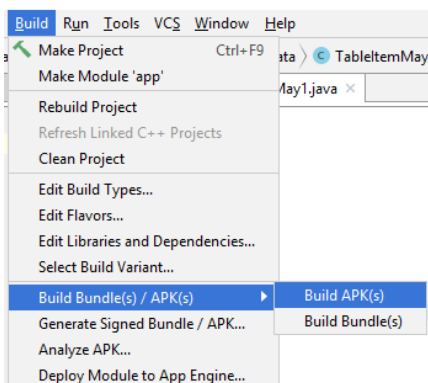 Build Run Tools VCS Window Help
Make Project Ctrl+F9
ata TableItemMay
Make Module 'app'
May1.java
Rebuild Project
Refresh Linked C++ Projects
Clean Project
Edit Build Types...
Edit Flavors...
Edit Libraries and Dependencies...
Select Build Variant...
Build Bundle(s) / APK(s)
Build APK(s)
Generate Signed Bundle / APK...
Build Bundle(s)
Analyze APK...
Deploy Module to App Engine...